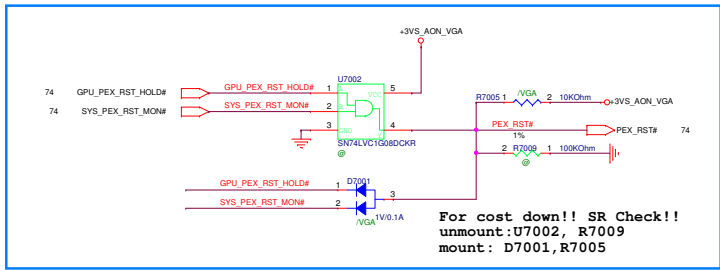 +3VS_AON_VGA
U7002
74 GPU_PEX_RST_HOLD# GPU_PEX_RST_HOLD# 1 5 VCC
R7005 1 /VGA 2 10KOhm
74 SYS_PEX_RST_MON# SYS_PEX_RST_MON# 2 B
+3VS_AON_VGA
3 GND 4 PEX_RST# PEX_RST# 74
1%
SN74LVC1G08DCKR
2 R7009 1 100KOhm
@ @
GPU_PEX_RST_HOLD# 1 D7001
3
SYS_PEX_RST_MON# 2
1V/0.1A
/VGA
For cost down!! SR Check!!
unmount:U7002, R7009
mount: D7001,R7005